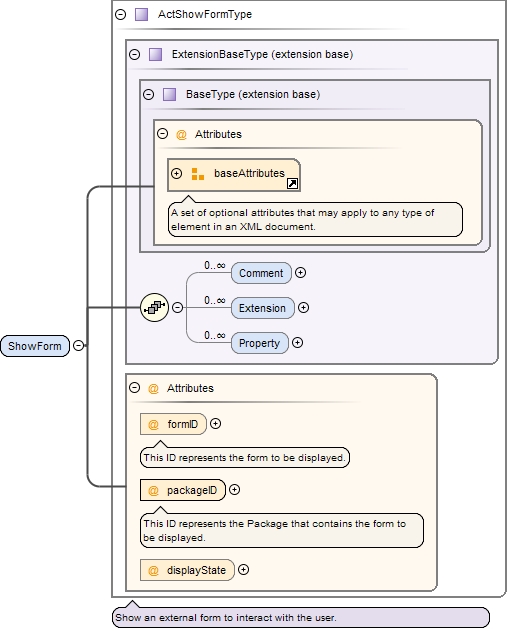 ActShowFormType
ExtensionBaseType (extension base)
BaseType (extension base)
@ Attributes
baseAttributes
A set of optional attributes that may apply to any type of
element in an XML document.
0..∞
Comment
0..∞
Extension
0..∞
Property
ShowForm
@ Attributes
@ formID
This ID represents the form to be displayed.
@ packageID
This ID represents the Package that contains the form to
be displayed.
@ displayState
Show an external form to interact with the user.